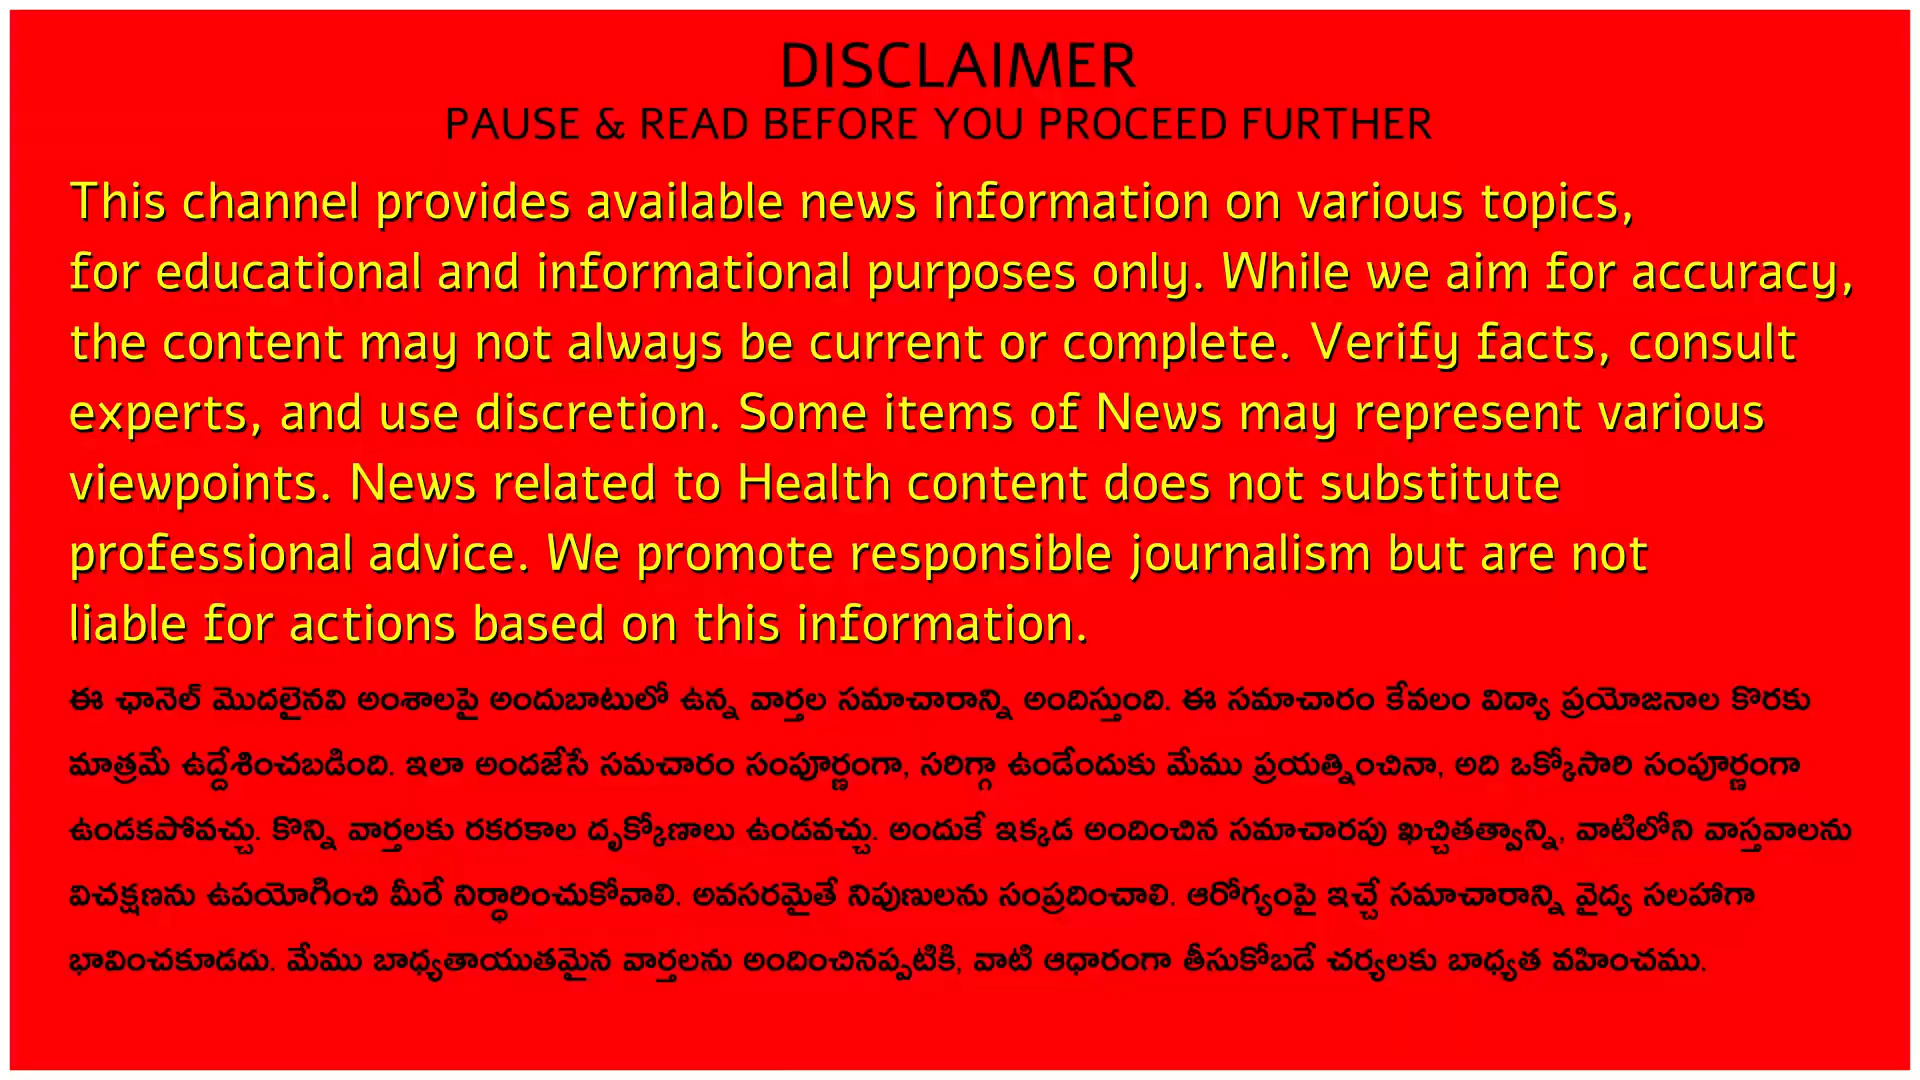 DISCLAIMER
PAUSE & READ BEFORE YOU PROCEED FURTHER
This channel provides available news information on various topics,
for educational and informational purposes only. While we aim for accuracy,
the content may not always be current or complete. Verify facts, consult
experts, and use discretion. Some items of News may represent various
viewpoints. News related to Health content does not substitute
professional advice. We promote responsible journalism but are not
liable for actions based on this information.
ఈ ఛానెల్ మొదలైనవి అంశాలపై అందుబాటులో ఉన్న వార్తల సమాచారాన్ని అందిస్తుంది. ఈ సమాచారం కేవలం విద్యా ప్రయోజనాల కొరకు
మాత్రమే ఉద్దేశించబడింది. ఇలా అందజేసే సమచారం సంపూర్ణంగా, సరిగ్గా ఉండేందుకు మేము ప్రయత్నించినా, అది ఒక్కోసారి సంపూర్ణంగా
ఉండకపోవచ్చు. కొన్ని వార్తలకు రకరకాల దృక్కోణాలు ఉండవచ్చు. అందుకే ఇక్కడ అందించిన సమాచారపు ఖచ్చితత్వాన్ని, వాటిలోని వాస్తవాలను
విచక్షణను ఉపయోగించి మీరే నిర్ధారించుకోవాలి. అవసరమైతే నిపుణులను సంప్రదించాలి. ఆరోగ్యంపై ఇచ్చే సమాచారాన్ని వైద్య సలహాగా
భావించకూడదు. మేము బాధ్యతాయుతమైన వార్తలను అందించినప్పటికి, వాటి ఆధారంగా తీసుకోబడే చర్యలకు బాధ్యత వహించము.